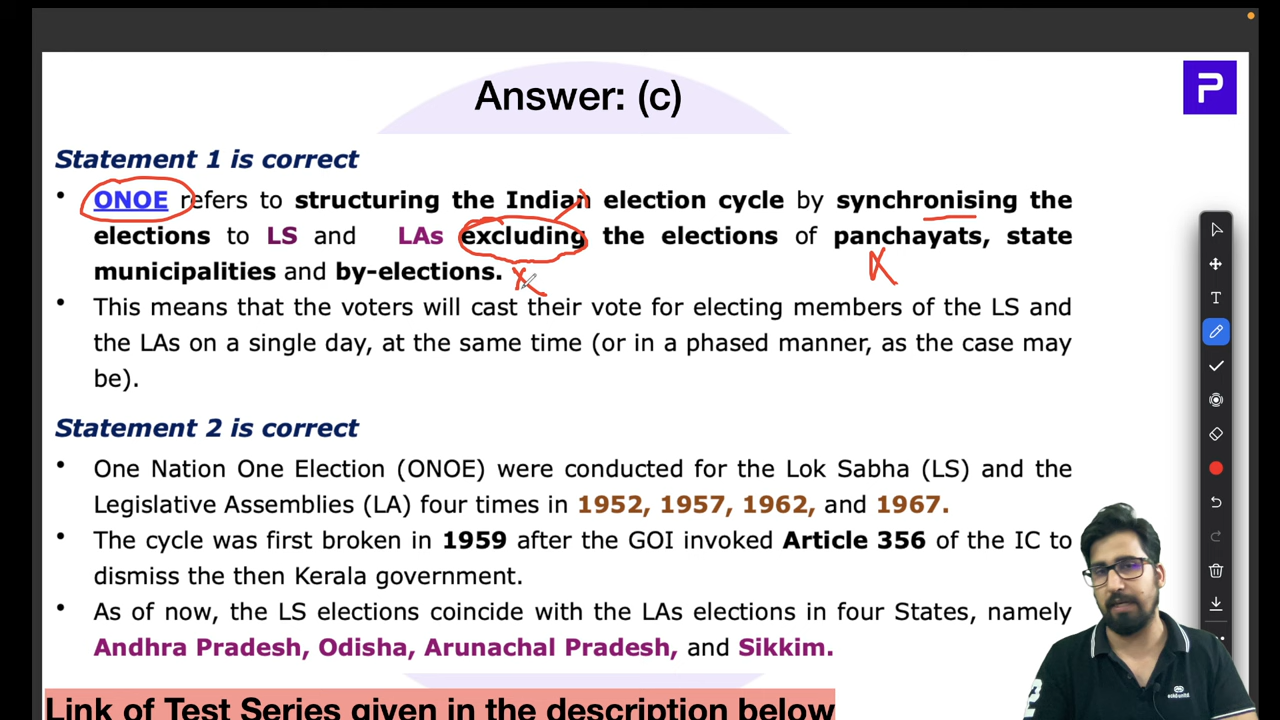 Answer: (c)
P
Statement 1 is correct
• ONOE refers to structuring the Indian election cycle by synchronising the
elections to LS and LAs excluding the elections of panchayats, state
municipalities and by-elections.
• This means that the voters will cast their vote for electing members of the LS and
the LAs on a single day, at the same time (or in a phased manner, as the case may
be).
Statement 2 is correct
• One Nation One Election (ONOE) were conducted for the Lok Sabha (LS) and the
Legislative Assemblies (LA) four times in 1952, 1957, 1962, and 1967.
• The cycle was first broken in 1959 after the GOI invoked Article 356 of the IC to
dismiss the then Kerala government.
• As of now, the LS elections coincide with the LAs elections in four States, namely
Andhra Pradesh, Odisha, Arunachal Pradesh, and Sikkim.
Link of Test Series given in the description below